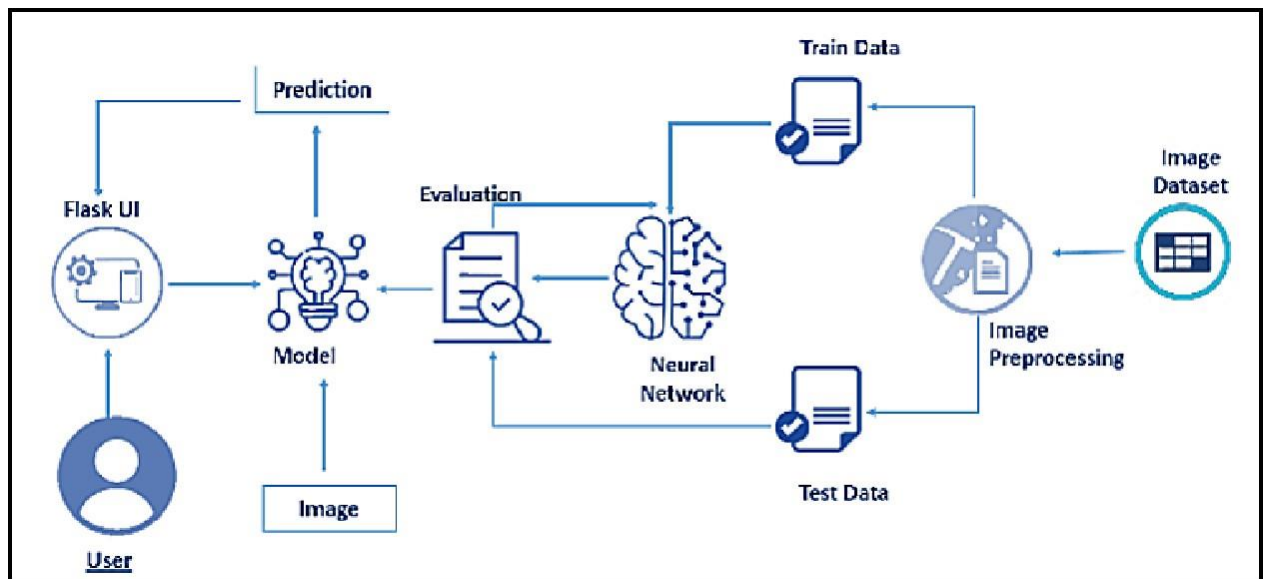 Train Data
Prediction
Image
Dataset
Evaluation
Flask UI
Image
Preprocessing
Model
Neural
Network
Image
Test Data
User